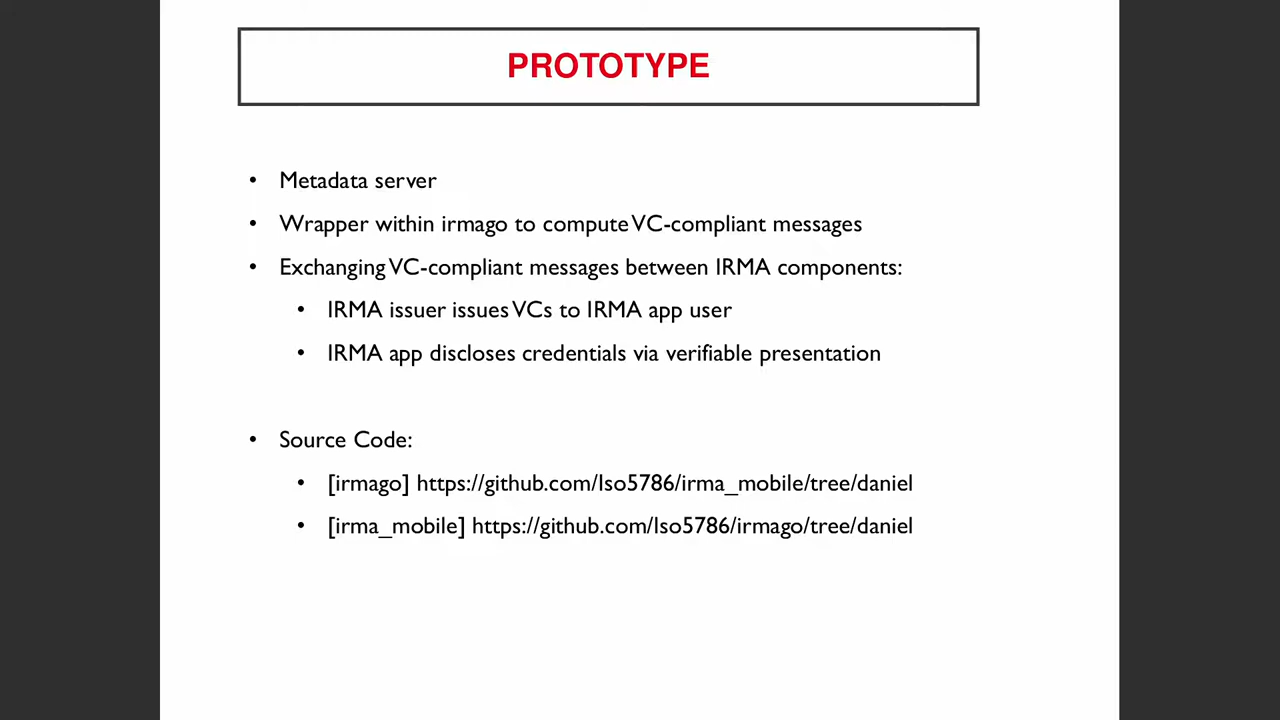 PROTOTYPE
• Metadata server
• Wrapper within irmago to compute VC-compliant messages
• Exchanging VC-compliant messages between IRMA components:
• IRMA issuer issues VCs to IRMA app user
• IRMA app discloses credentials via verifiable presentation
• Source Code:
• [irmago] https://github.com/lso5786/irma_mobile/tree/daniel
• [irma_mobile] https://github.com/lso5786/irmago/tree/daniel